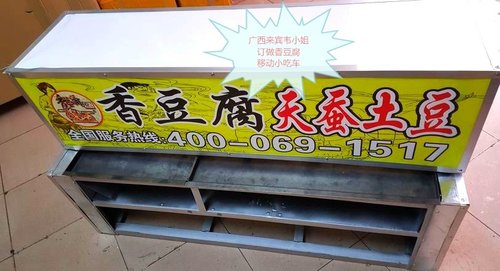 广西来宾韦小姐
订做香豆腐
移动小吃车
香豆腐 天蚕土豆
全国服务热线:400-069-1517